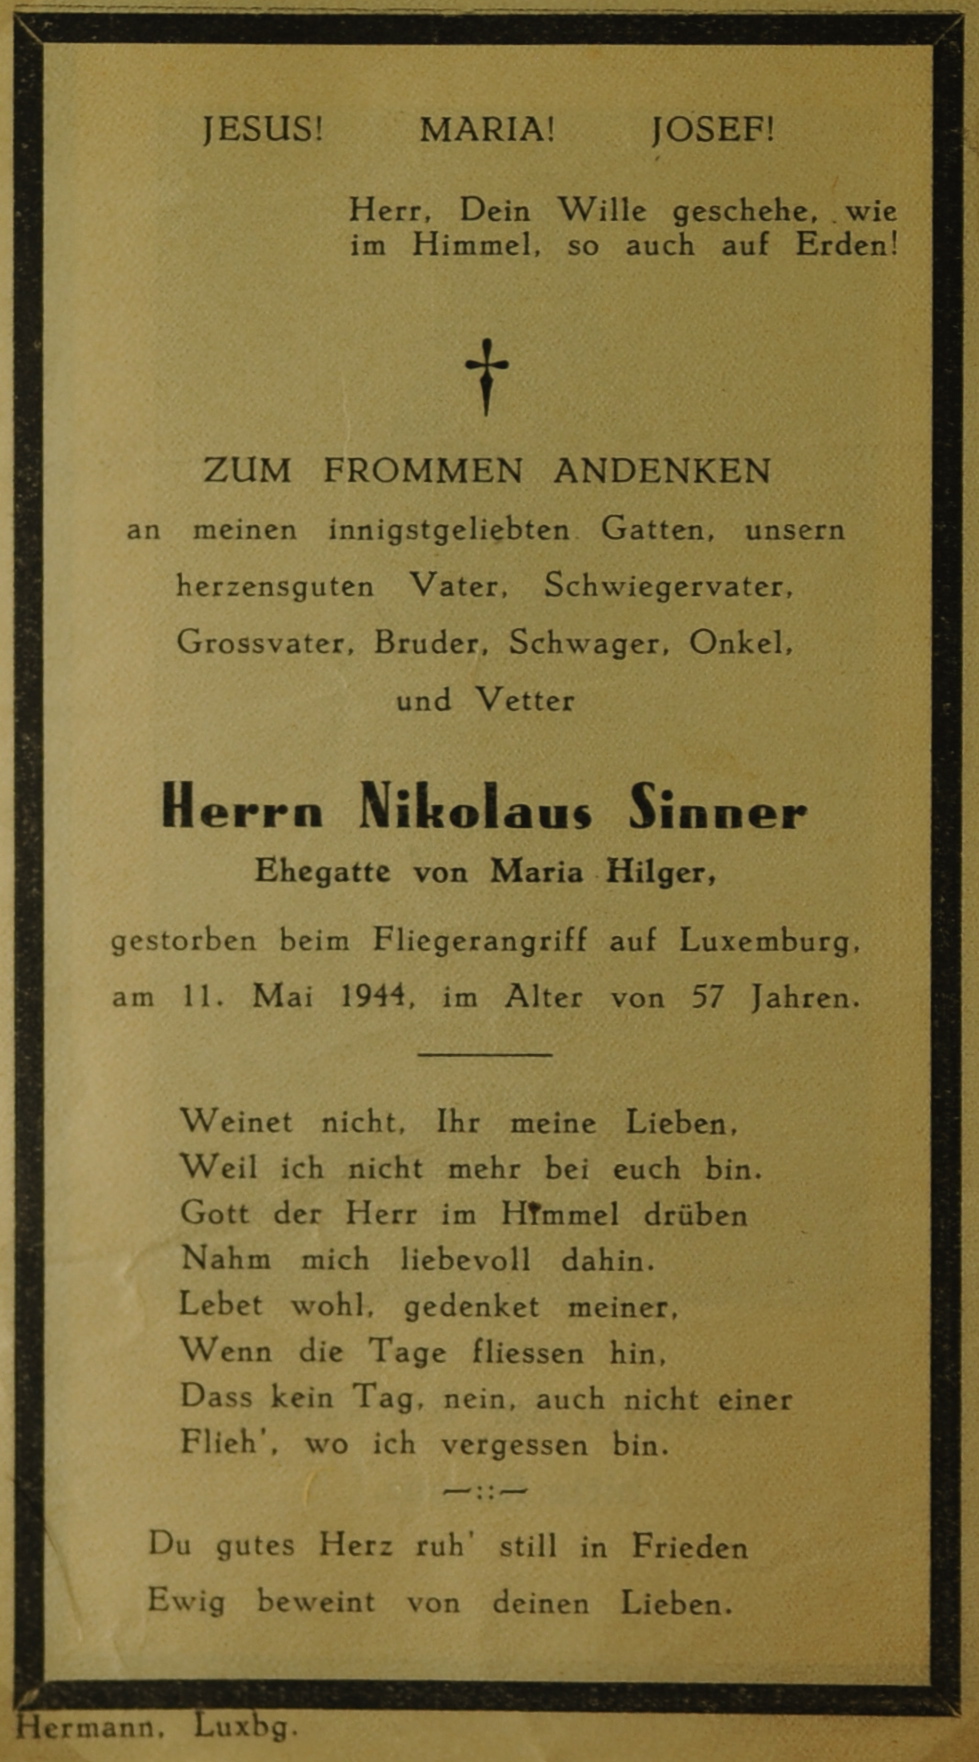 JESUS! MARIA! JOSEF!
Herr, Dein Wille geschehe, wie
im Himmel, so auch auf Erden!
†
ZUM FROMMEN ANDENKEN
an meinen innigstgeliebten Gatten, unsern
herzensguten Vater, Schwiegervater,
Grossvater, Bruder, Schwager, Onkel,
und Vetter
Herrn Nikolaus Sinner
Ehegatte von Maria Hilger,
gestorben beim Fliegerangriff auf Luxemburg,
am 11. Mai 1944, im Alter von 57 Jahren.
Weinet nicht, Ihr meine Lieben,
Weil ich nicht mehr bei euch bin.
Gott der Herr im Himmel drüben
Nahm mich liebevoll dahin.
Lebet wohl, gedenket meiner,
Wenn die Tage fliessen hin,
Dass kein Tag, nein, auch nicht einer
Flieh', wo ich vergessen bin.
—::—
Du gutes Herz ruh' still in Frieden
Ewig beweint von deinen Lieben.
Hermann, Luxbg.